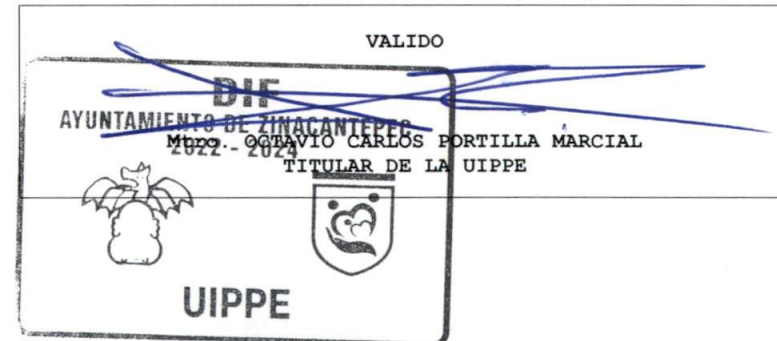 VALIDO
DIF
AYUNTAMIENTO DE ZINACANTEPEC
2022 - 2024
Mtro. OCTAVIO CARLOS PORTILLA MARCIAL
TITULAR DE LA UIPPE
UIPPE